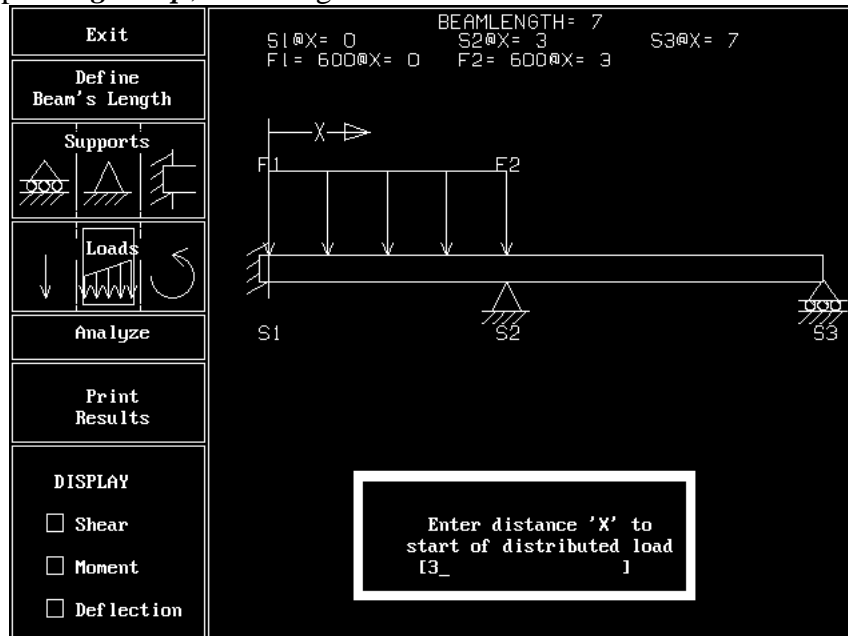 Exit
Define
Beam's Length
Supports
Loads
Analyze
Print
Results
DISPLAY
Shear
Moment
Deflection
BEAMLENGTH= 7
S1@X= 0 S2@X= 3 S3@X= 7
F1= 600@X= 0 F2= 600@X= 3
X
F1 F2
S1 S2 S3
Enter distance 'X' to
start of distributed load
[3_ ]